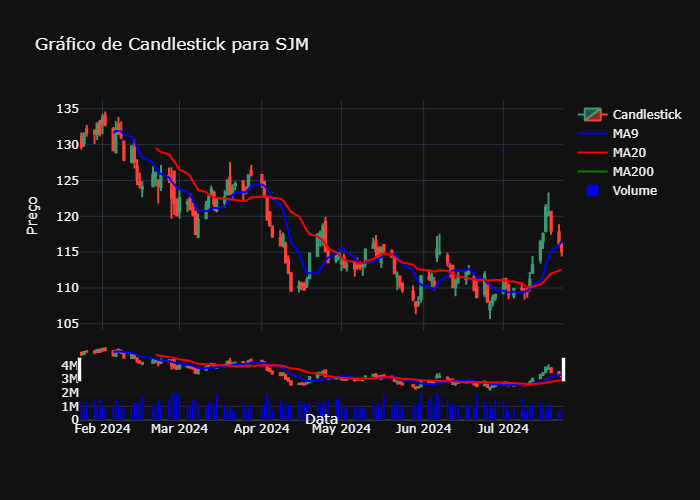 Gráfico de Candlestick para SJM
Preço
135
130
125
120
115
110
105
4M
3M
2M
1M
0
Feb 2024
Mar 2024
Apr 2024
May 2024
Jun 2024
Jul 2024
Data
Candlestick
MA9
MA20
MA200
Volume